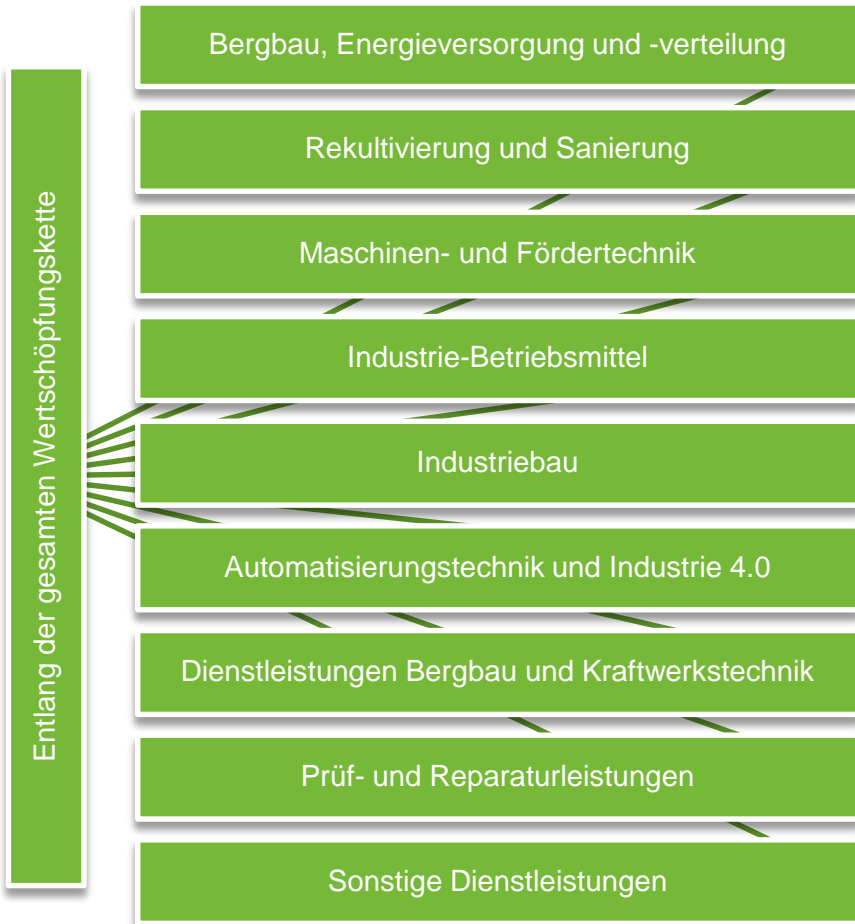 Entlang der gesamten Wertschöpfungskette
Bergbau, Energieversorgung und -verteilung
Rekultivierung und Sanierung
Maschinen- und Fördertechnik
Industrie-Betriebsmittel
Industriebau
Automatisierungstechnik und Industrie 4.0
Dienstleistungen Bergbau und Kraftwerkstechnik
Prüf- und Reparaturleistungen
Sonstige Dienstleistungen